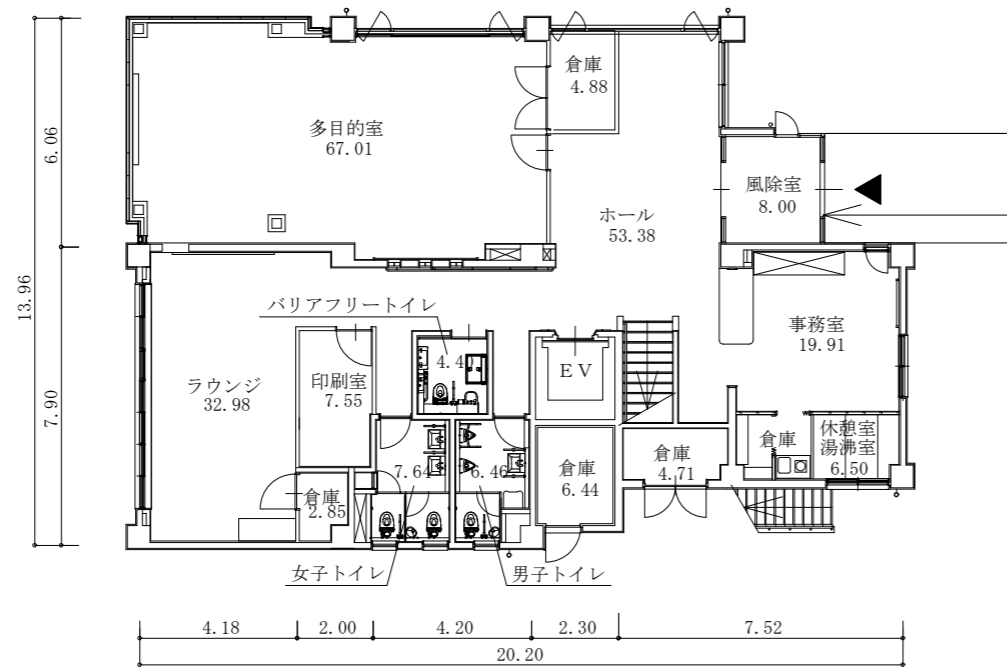 倉庫
4.88
多目的室
67.01
6.06
風除室
8.00
ホール
53.38
13.96
バリアフリートイレ
事務室
19.91
4.4
EV
ラウンジ
32.98
印刷室
7.55
7.90
休憩室
湯沸室
6.50
倉庫
倉庫
4.71
倉庫
6.44
7.64
6.46
倉庫
2.85
女子トイレ
男子トイレ
4.18
2.00
4.20
2.30
7.52
20.20